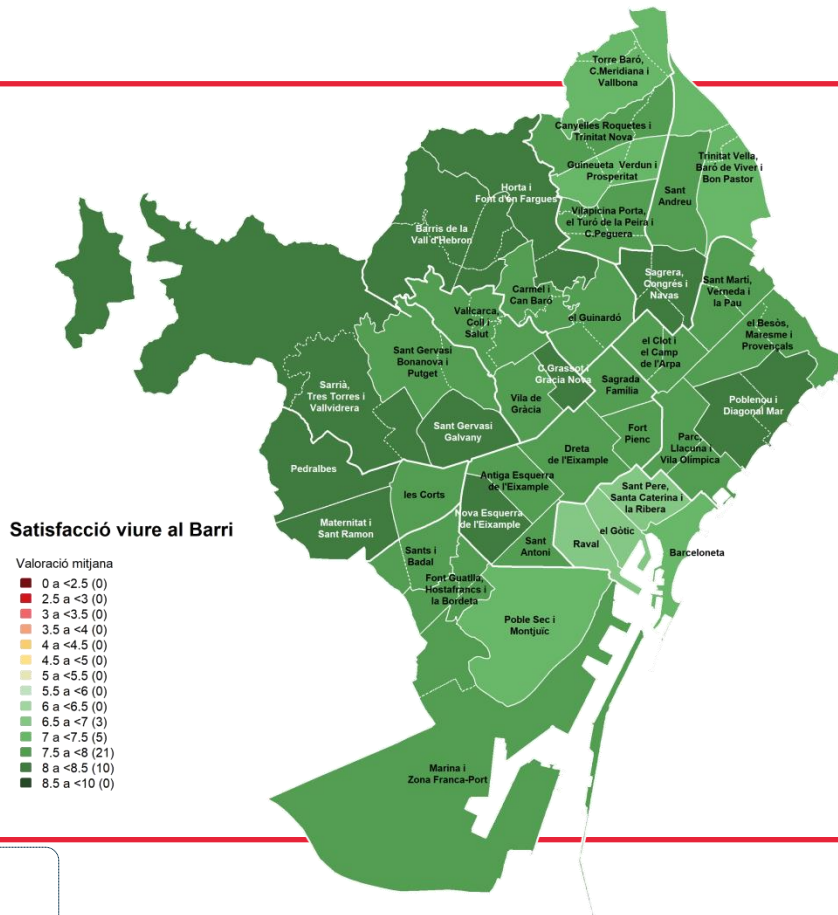 Torre Baró,
C.Meridiana i
Vallbona
Canyelles Roquetes i
Trinitat Nova
Guineueta Verdun i
Prosperitat
Trinitat Vella,
Baró de Viver i
Bon Pastor
Sant
Andreu
Horta i
Font d'en Fargues
Vilapicina Porta,
el Turó de la Peira i
C.Peguera
Barris de la
Vall d'Hebron
Sagrera,
Congrés i
Navas
Sant Martí,
Verneda i
la Pau
Carmel i
Can Baró
Vallcarca,
Coll i
Salut
el Guinardó
el Besòs,
Maresme i
Provençals
Sant Gervasi
Bonanova i
Putget
el Clot i
el Camp
de l'Arpa
Sarrià,
Tres Torres i
Vallvidrera
C.Grassot i
Gràcia Nova
Sagrada
Família
Poblenou i
Diagonal Mar
Vila de
Gràcia
Sant Gervasi
Galvany
Fort
Pienc
Parc,
Llacuna i
Vila Olímpica
Dreta
de l'Eixample
Pedralbes
Antiga Esquerra
de l'Eixample
les Corts
Sant Pere,
Santa Caterina i
la Ribera
Nova Esquerra
de l'Eixample
Maternitat i
Sant Ramon
el Gòtic
Raval
Sant
Antoni
Barceloneta
Sants i
Badal
Font Guatlla,
Hostafrancs i
la Bordeta
Poble Sec i
Montjuïc
Marina i
Zona Franca-Port
Satisfacció viure al Barri
Valoració mitjana
0 a <2.5 (0)
2.5 a <3 (0)
3 a <3.5 (0)
3.5 a <4 (0)
4 a <4.5 (0)
4.5 a <5 (0)
5 a <5.5 (0)
5.5 a <6 (0)
6 a <6.5 (0)
6.5 a <7 (3)
7 a <7.5 (5)
7.5 a <8 (21)
8 a <8.5 (10)
8.5 a <10 (0)